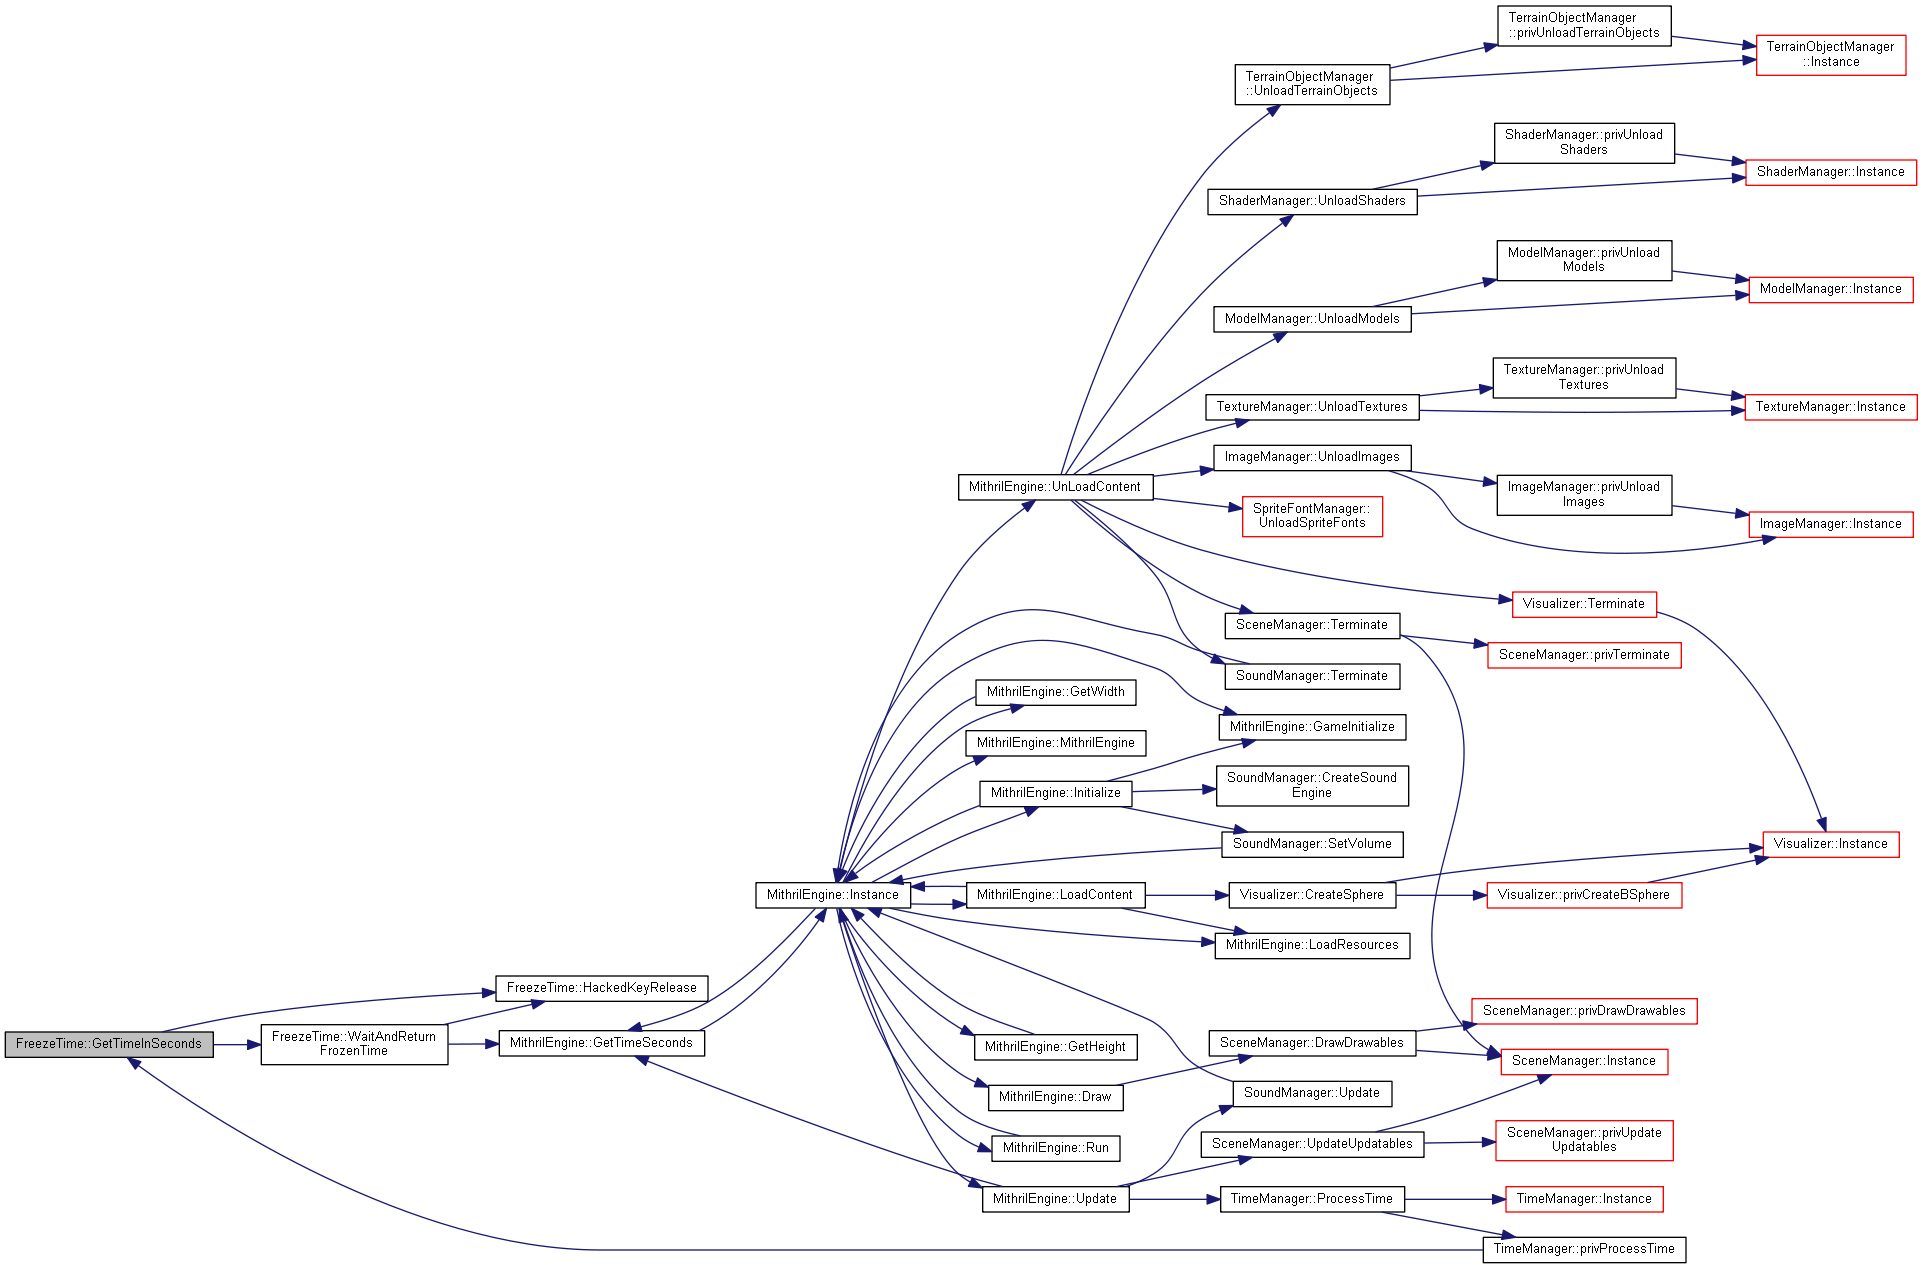 TerrainObjectManager
::privUnloadTerrainObjects
TerrainObjectManager
::Instance
TerrainObjectManager
::UnloadTerrainObjects
ShaderManager::privUnload
Shaders
ShaderManager::Instance
ShaderManager::UnloadShaders
ModelManager::privUnload
Models
ModelManager::Instance
ModelManager::UnloadModels
TextureManager::privUnload
Textures
TextureManager::Instance
TextureManager::UnloadTextures
ImageManager::UnloadImages
MithrilEngine::UnLoadContent
ImageManager::privUnload
Images
SpriteFontManager::
UnloadSpriteFonts
ImageManager::Instance
Visualizer::Terminate
SceneManager::Terminate
SceneManager::privTerminate
SoundManager::Terminate
MithrilEngine::GetWidth
MithrilEngine::GameInitialize
MithrilEngine::MithrilEngine
SoundManager::CreateSound
Engine
MithrilEngine::Initialize
SoundManager::SetVolume
Visualizer::Instance
MithrilEngine::Instance
MithrilEngine::LoadContent
Visualizer::CreateSphere
Visualizer::privCreateBSphere
MithrilEngine::LoadResources
FreezeTime::HackedKeyRelease
SceneManager::privDrawDrawables
FreezeTime::GetTimeInSeconds
FreezeTime::WaitAndReturn
FrozenTime
MithrilEngine::GetTimeSeconds
MithrilEngine::GetHeight
SceneManager::DrawDrawables
SceneManager::Instance
MithrilEngine::Draw
SoundManager::Update
MithrilEngine::Run
SceneManager::UpdateUpdatables
SceneManager::privUpdate
Updatables
MithrilEngine::Update
TimeManager::ProcessTime
TimeManager::Instance
TimeManager::privProcessTime